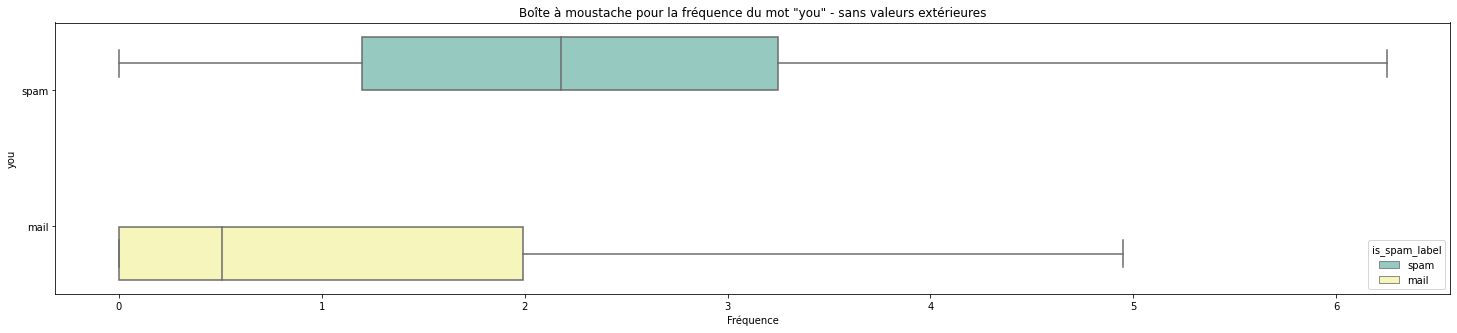 Boîte à moustache pour la fréquence du mot "you" - sans valeurs extérieures
spam
you
mail
is_spam_label
spam
mail
0 1 2 3 4 5 6
Fréquence